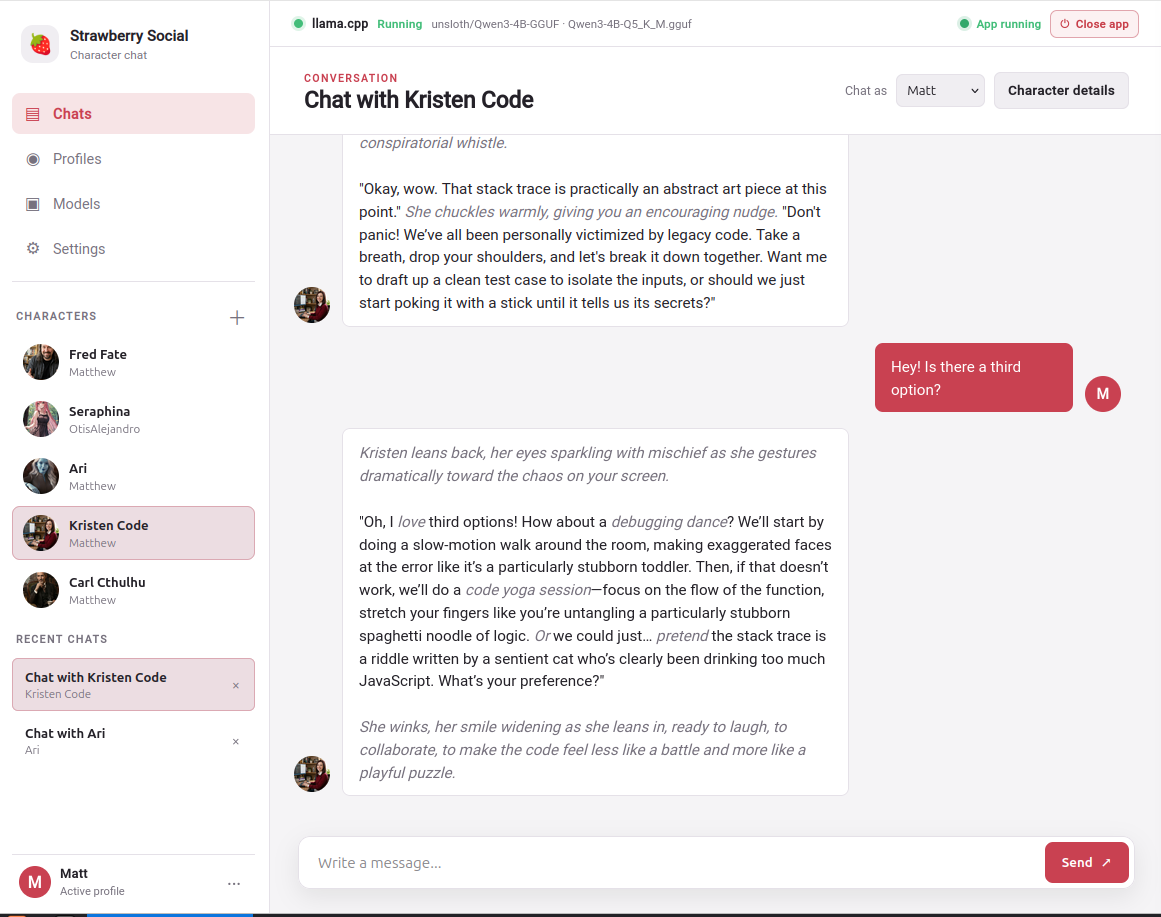 Strawberry Social
Character chat
Chats
Profiles
Models
Settings
CHARACTERS
Fred Fate
Matthew
Seraphina
OtisAlejandro
Ari
Matthew
Kristen Code
Matthew
Carl Cthulhu
Matthew
RECENT CHATS
Chat with Kristen Code
Kristen Code
×
Chat with Ari
Ari
×
M
Matt
Active profile
...
llama.cpp Running unsloth/Qwen3-4B-GGUF · Qwen3-4B-Q5_K_M.gguf
App running
Close app
CONVERSATION
Chat with Kristen Code
Chat as
Matt
Character details
conspiratorial whistle.
"Okay, wow. That stack trace is practically an abstract art piece at this
point." She chuckles warmly, giving you an encouraging nudge. "Don't
panic! We’ve all been personally victimized by legacy code. Take a
breath, drop your shoulders, and let's break it down together. Want me
to draft up a clean test case to isolate the inputs, or should we just
start poking it with a stick until it tells us its secrets?"
Hey! Is there a third
option?
M
Kristen leans back, her eyes sparkling with mischief as she gestures
dramatically toward the chaos on your screen.
"Oh, I love third options! How about a debugging dance? We’ll start by
doing a slow-motion walk around the room, making exaggerated faces
at the error like it’s a particularly stubborn toddler. Then, if that doesn’t
work, we’ll do a code yoga session—focus on the flow of the function,
stretch your fingers like you’re untangling a particularly stubborn
spaghetti noodle of logic. Or we could just… pretend the stack trace is
a riddle written by a sentient cat who’s clearly been drinking too much
JavaScript. What’s your preference?"
She winks, her smile widening as she leans in, ready to laugh, to
collaborate, to make the code feel less like a battle and more like a
playful puzzle.
Write a message...
Send ↗